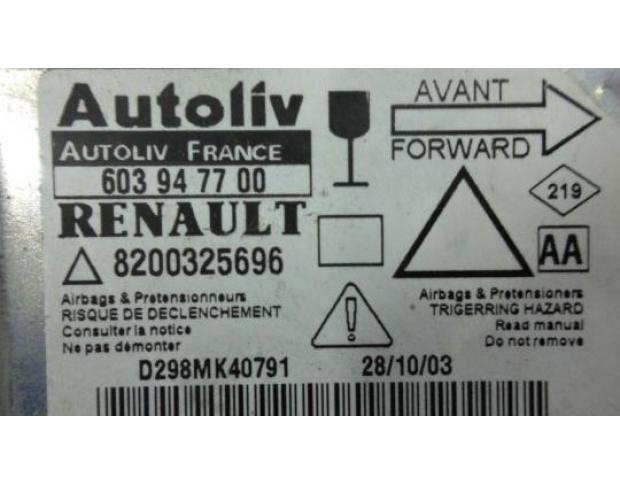 Autoliv
AUTOLIV FRANCE
603 94 77 00
RENAULT
8200325696
AVANT
FORWARD
219
AA
Airbags & Pretensionneurs
RISQUE DE DECLENCHEMENT
Consulter la notice
Ne pas démonter
Airbags & Pretensioners
TRIGERRING HAZARD
Read manual
Do not remove
D298MK40791
28/10/03